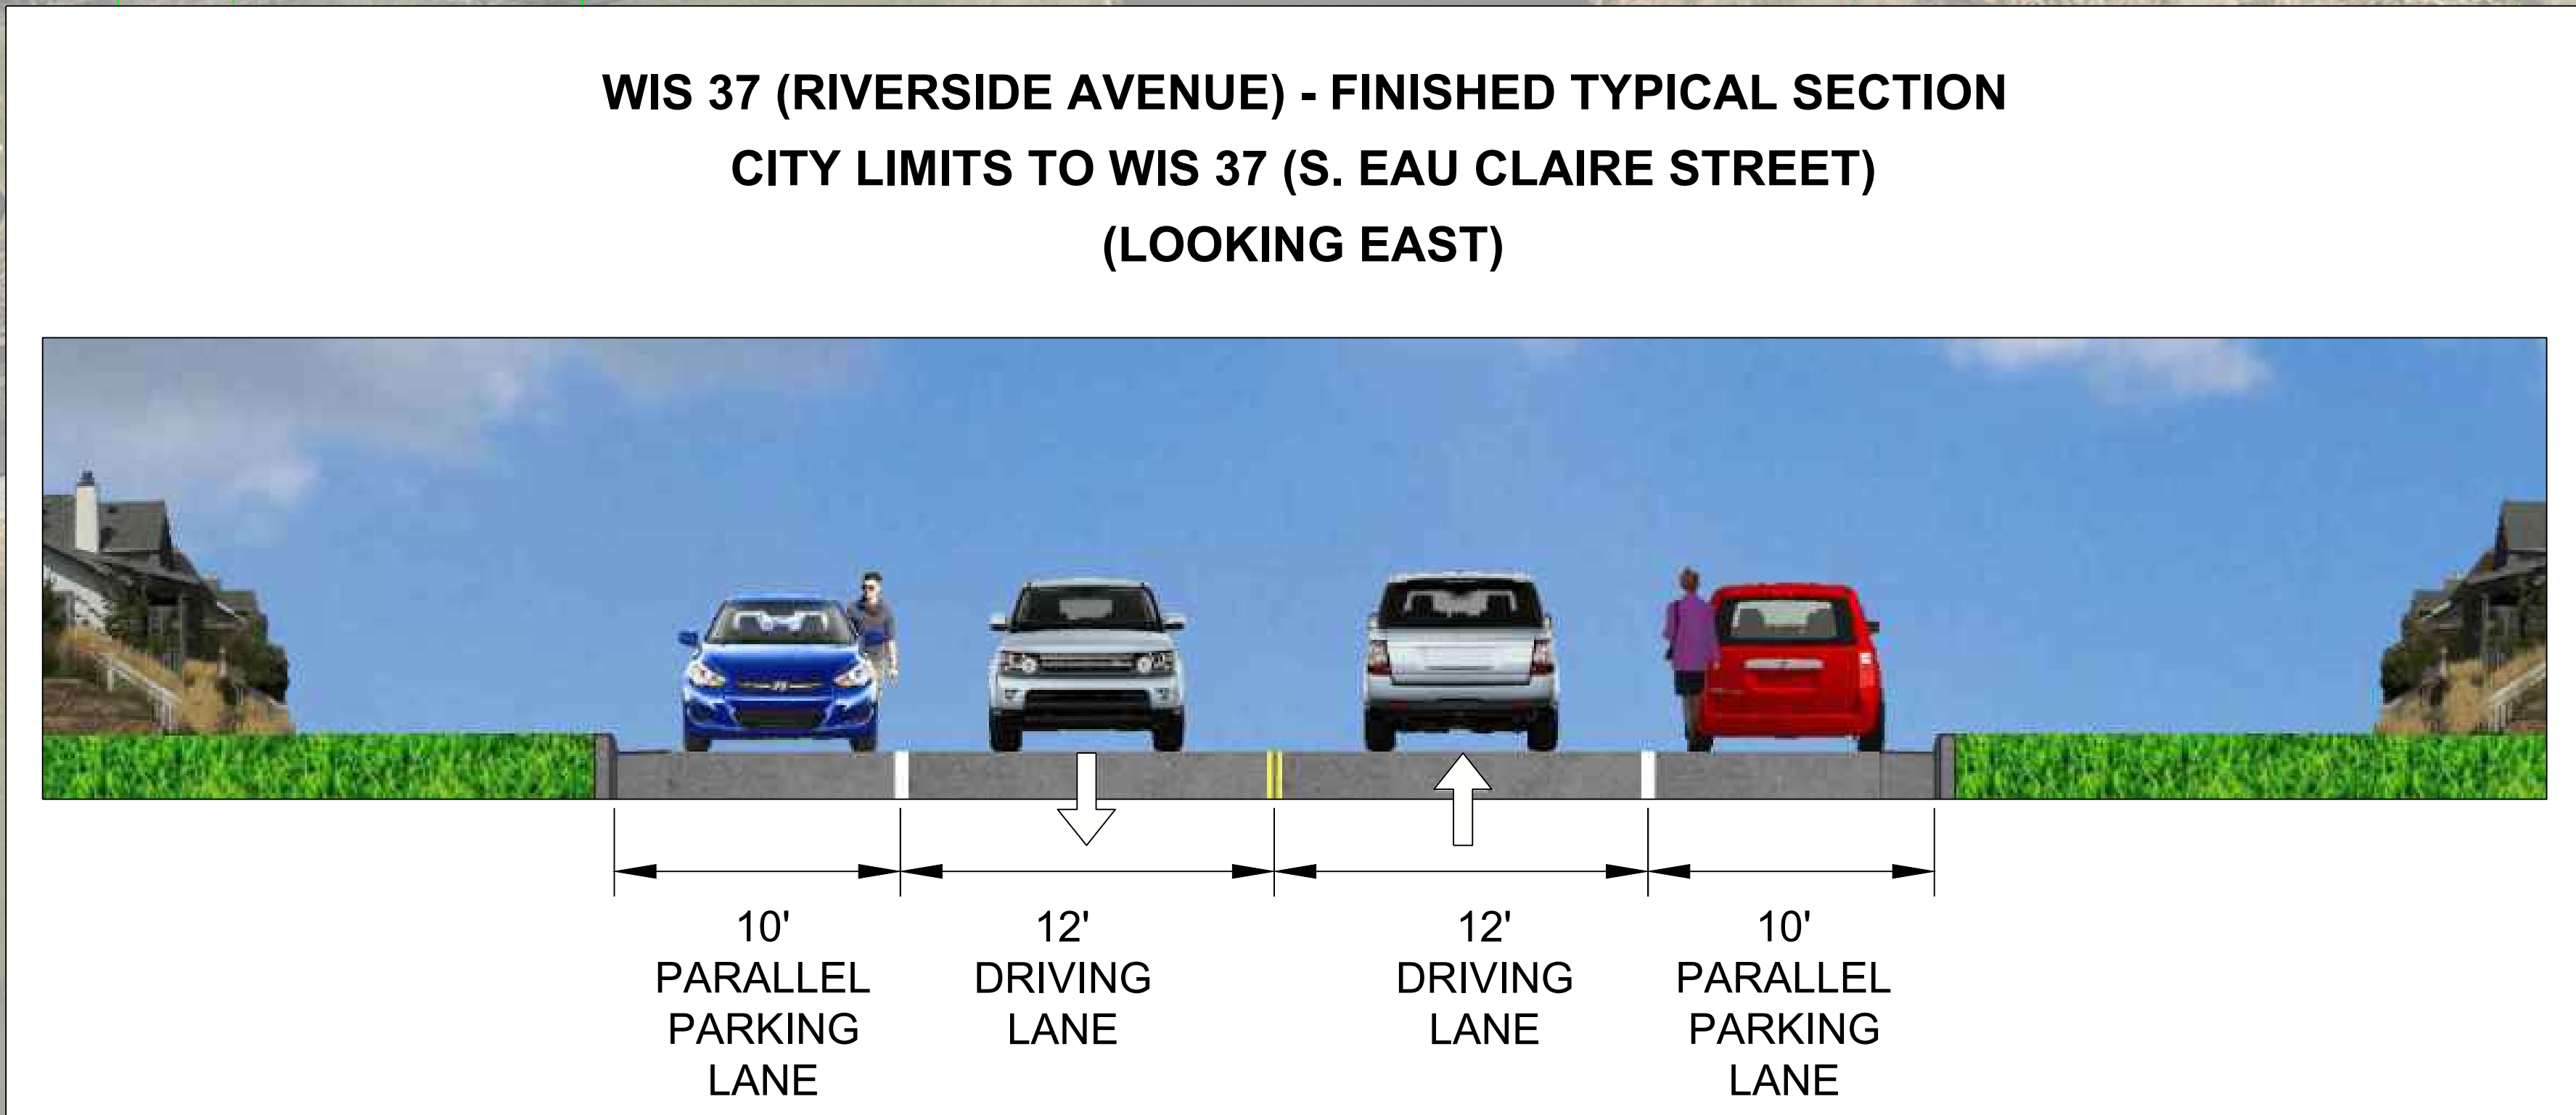 WIS 37 (RIVERSIDE AVENUE) - FINISHED TYPICAL SECTION
CITY LIMITS TO WIS 37 (S. EAU CLAIRE STREET)
(LOOKING EAST)
10'
PARALLEL
PARKING
LANE
12'
DRIVING
LANE
12'
DRIVING
LANE
10'
PARALLEL
PARKING
LANE